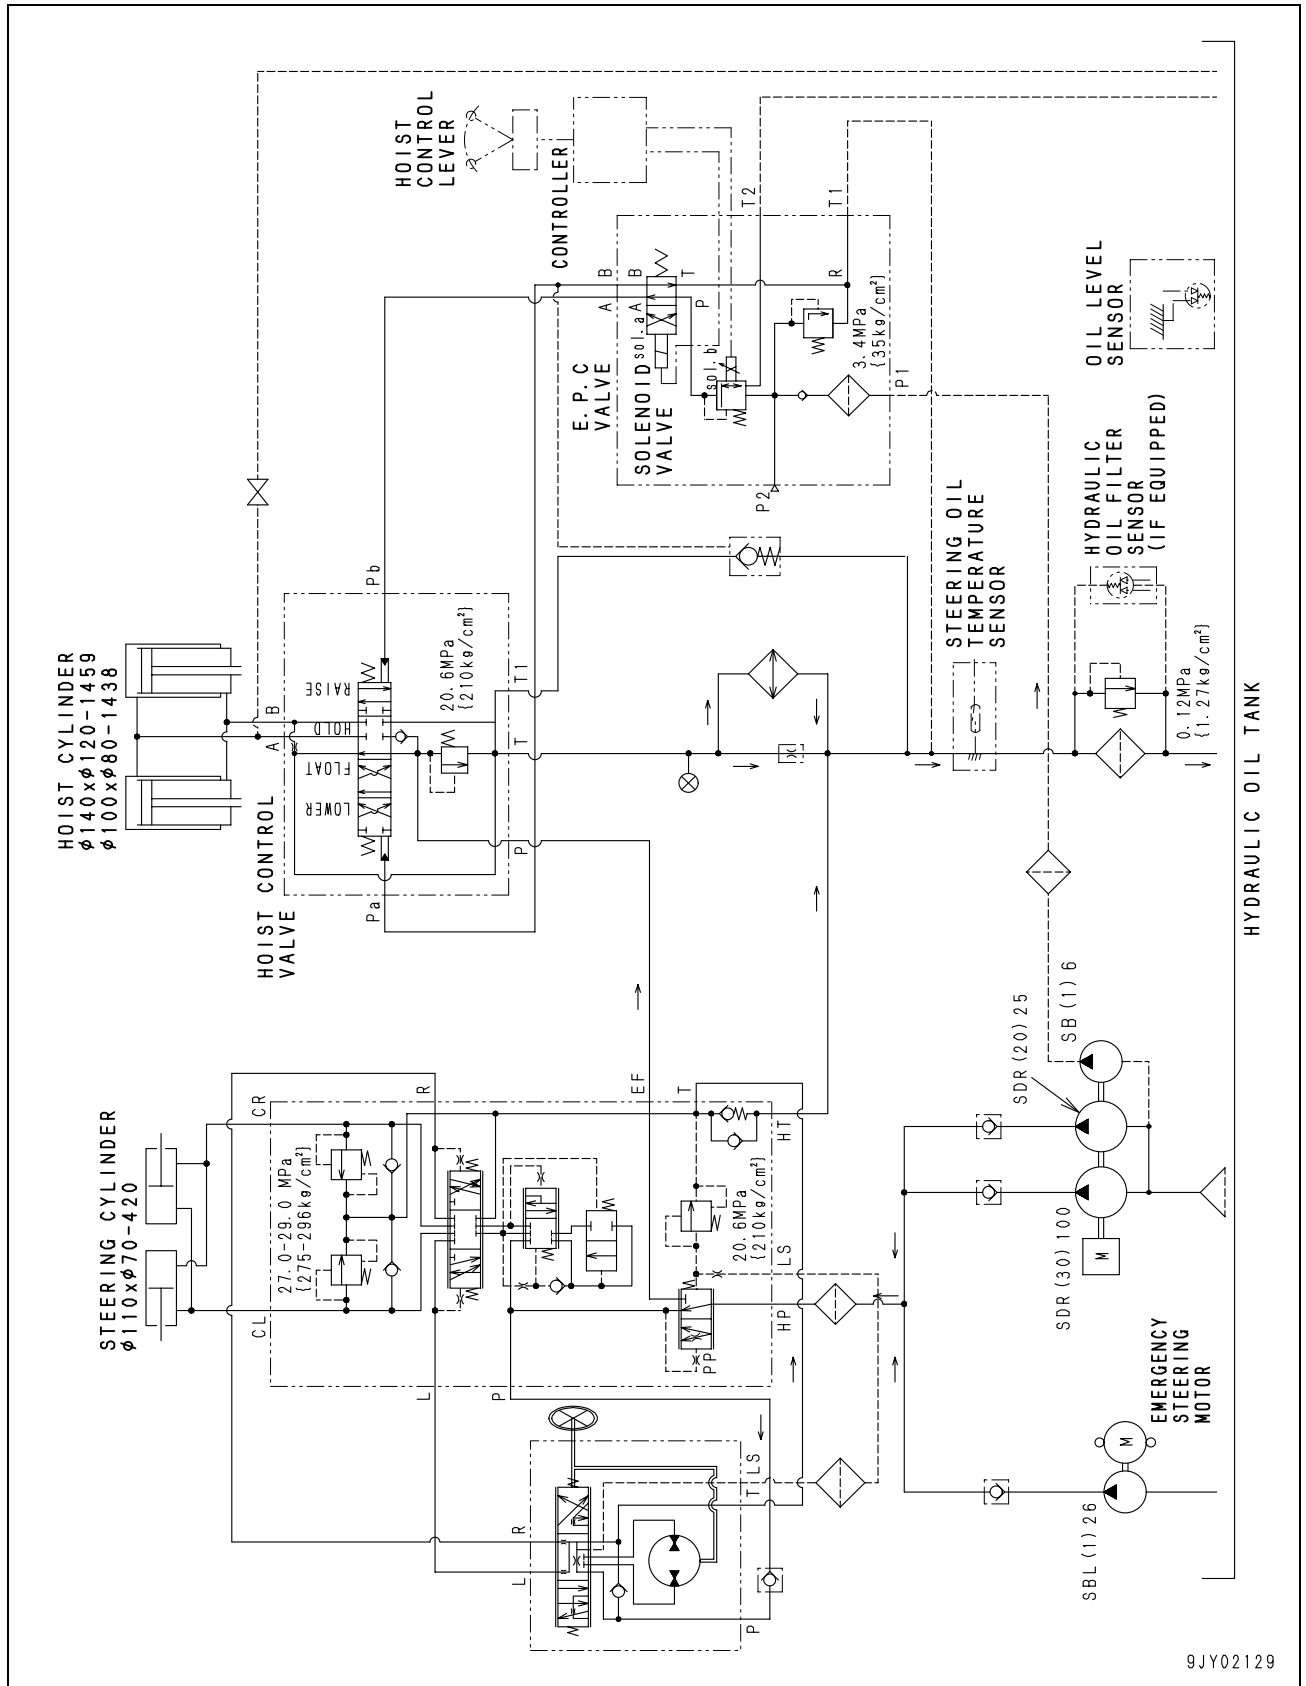 STEERING CYLINDER
φ110xφ70-420
HOIST CYLINDER
φ140xφ120-1459
φ100xφ80-1438
HOIST CONTROL
VALVE
HOIST
CONTROL
LEVER
CONTROLLER
CL
CR
27.0-29.0 MPa
{275-296kg/cm²}
L
R
P
EF
T
PP
20.6MPa
{210kg/cm²}
HP
LS
HT
L
R
P
T
LS
A
B
LOWER
FLOAT
HOLD
RAISE
Pa
Pb
20.6MPa
{210kg/cm²}
P
T
T1
E.P.C
VALVE
SOLENOID
VALVE
sol.a
sol.b
A
B
A
B
P
T
T2
T1
R
P2
P1
3.4MPa
{35kg/cm²}
STEERING OIL
TEMPERATURE
SENSOR
OIL LEVEL
SENSOR
HYDRAULIC
OIL FILTER
SENSOR
(IF EQUIPPED)
0.12MPa
{1.27kg/cm²}
SDR(20)25
SB(1)6
SDR(30)100
M
EMERGENCY
STEERING
MOTOR
M
SBL(1)26
HYDRAULIC OIL TANK
9JY02129